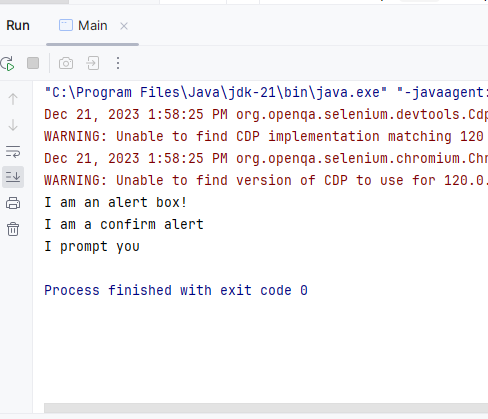 Run Main
"C:\Program Files\Java\jdk-21\bin\java.exe" "-javaagent:
Dec 21, 2023 1:58:25 PM org.openqa.selenium.devtools.Cdp
WARNING: Unable to find CDP implementation matching 120
Dec 21, 2023 1:58:25 PM org.openqa.selenium.chromium.Chr
WARNING: Unable to find version of CDP to use for 120.0.
I am an alert box!
I am a confirm alert
I prompt you
Process finished with exit code 0